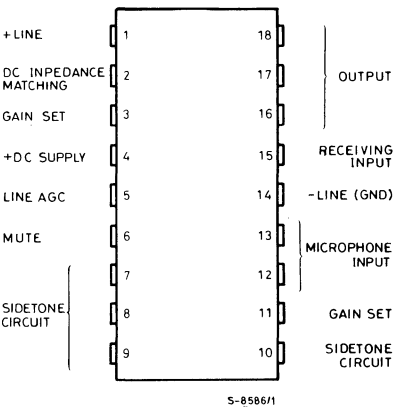 +LINE
1
18
DC INPEDANCE
MATCHING
2
17
OUTPUT
GAIN SET
3
16
+DC SUPPLY
4
15
RECEIVING
INPUT
LINE AGC
5
14
-LINE (GND)
MUTE
6
13
MICROPHONE
INPUT
7
12
SIDETONE
CIRCUIT
8
11
GAIN SET
9
10
SIDETONE
CIRCUIT
S-8586/1